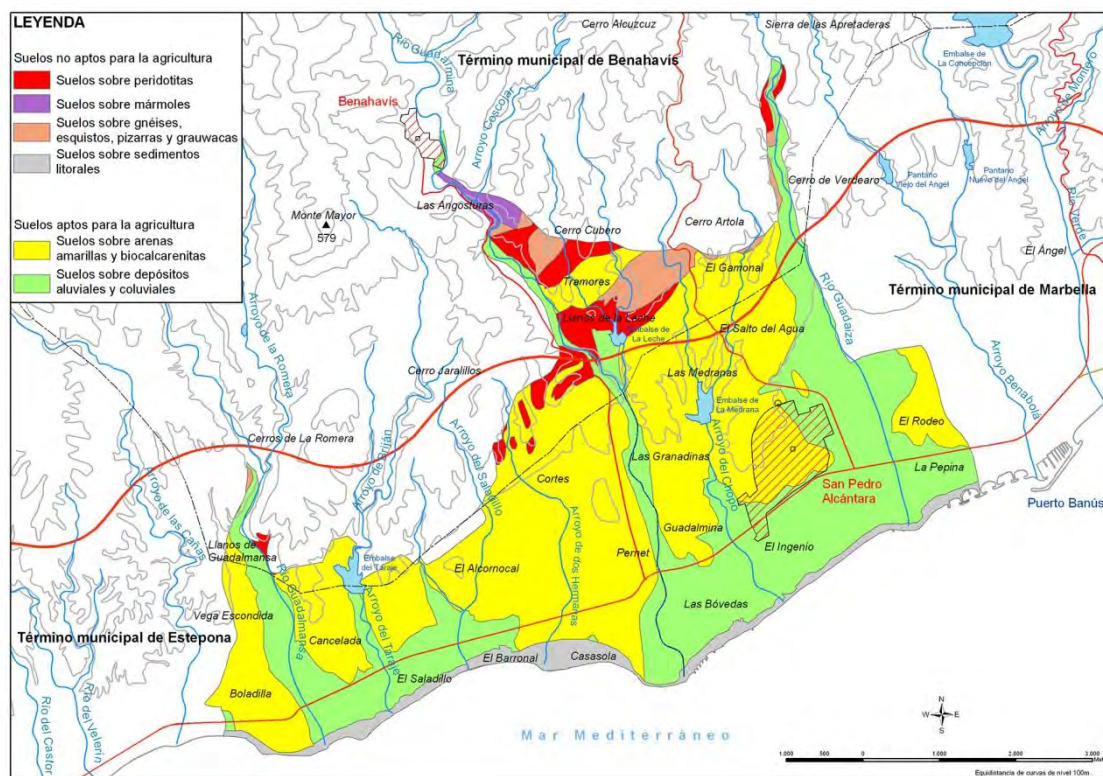 LEYENDA
Suelos no aptos para la agricultura
Suelos sobre peridotitas
Suelos sobre mármoles
Suelos sobre gnéises,
esquistos, pizarras y grauwacas
Suelos sobre sedimentos
litorales
Suelos aptos para la agricultura
Suelos sobre arenas
amarillas y biocalcarenitas
Suelos sobre depósitos
aluviales y coluviales
Cerro Alcuzcuz
Sierra de las Apretaderas
Río Guadalmina
Término municipal de Benahavís
Embalse de
La Concepción
Arroyo de Montero
Benahavís
Arroyo Coscojar
Pantano
Viejo del Ángel
Pantano
Nuevo del Ángel
Cerro de Verdearo
Las Angosturas
Monte Mayor
579
Cerro Cubero
Cerro Artola
Río Verde
El Ángel
El Gamonal
Tramores
Término municipal de Marbella
Río Guadaiza
Llanos de la Leche
Embalse de
La Leche
El Salto del Agua
Arroyo de la Romera
Cerro Jaralillos
Las Medranas
Arroyo Benabolá
Embalse de
La Medrana
El Rodeo
Cerros de La Romera
Arroyo de las Cañas
Arroyo del Saladillo
Las Granadinas
Arroyo del Chopo
La Pepina
Cortes
San Pedro
Alcántara
Puerto Banús
Guadalmina
El Ingenio
Llanos de
Guadalmansa
Embalse
del Taraje
El Alcornocal
Arroyo de dos Hermanas
Pernet
Río Guadalmansa
Las Bóvedas
Vega Escondida
Término municipal de Estepona
Cancelada
Arroyo del Taraje
El Barronal
Casasola
El Saladillo
Boladilla
Río del Castor
Río del Velerín
Mar Mediterráneo
N
W
E
S
1.000
500
0
1.000
2.000
3.000
Equidistancia de curvas de nivel 100m.